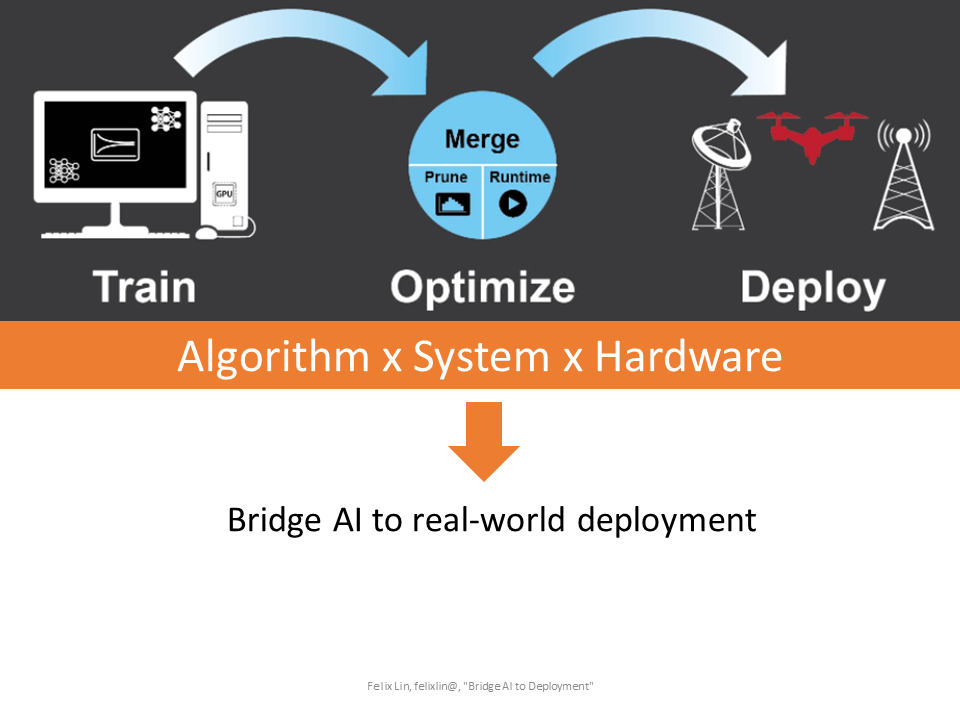 GPU
Merge
Prune
Runtime
Train
Optimize
Deploy
Algorithm x System x Hardware
Bridge AI to real-world deployment
Felix Lin, felixlin@, "Bridge AI to Deployment"